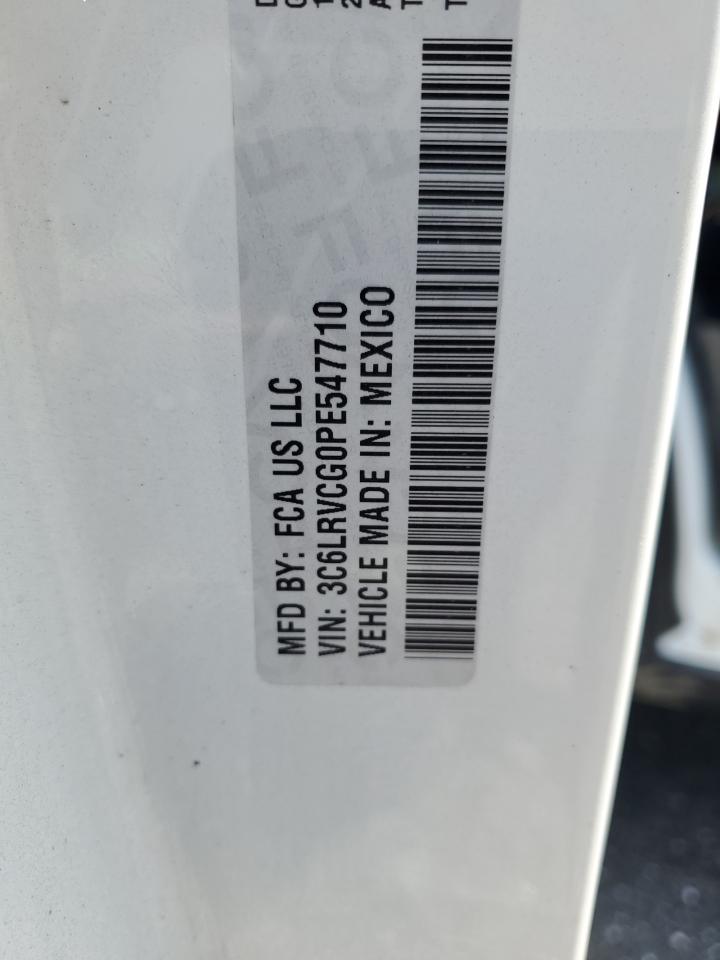 MFD BY: FCA US LLC
VIN: 3C6LRVCG0PE547710
VEHICLE MADE IN: MEXICO